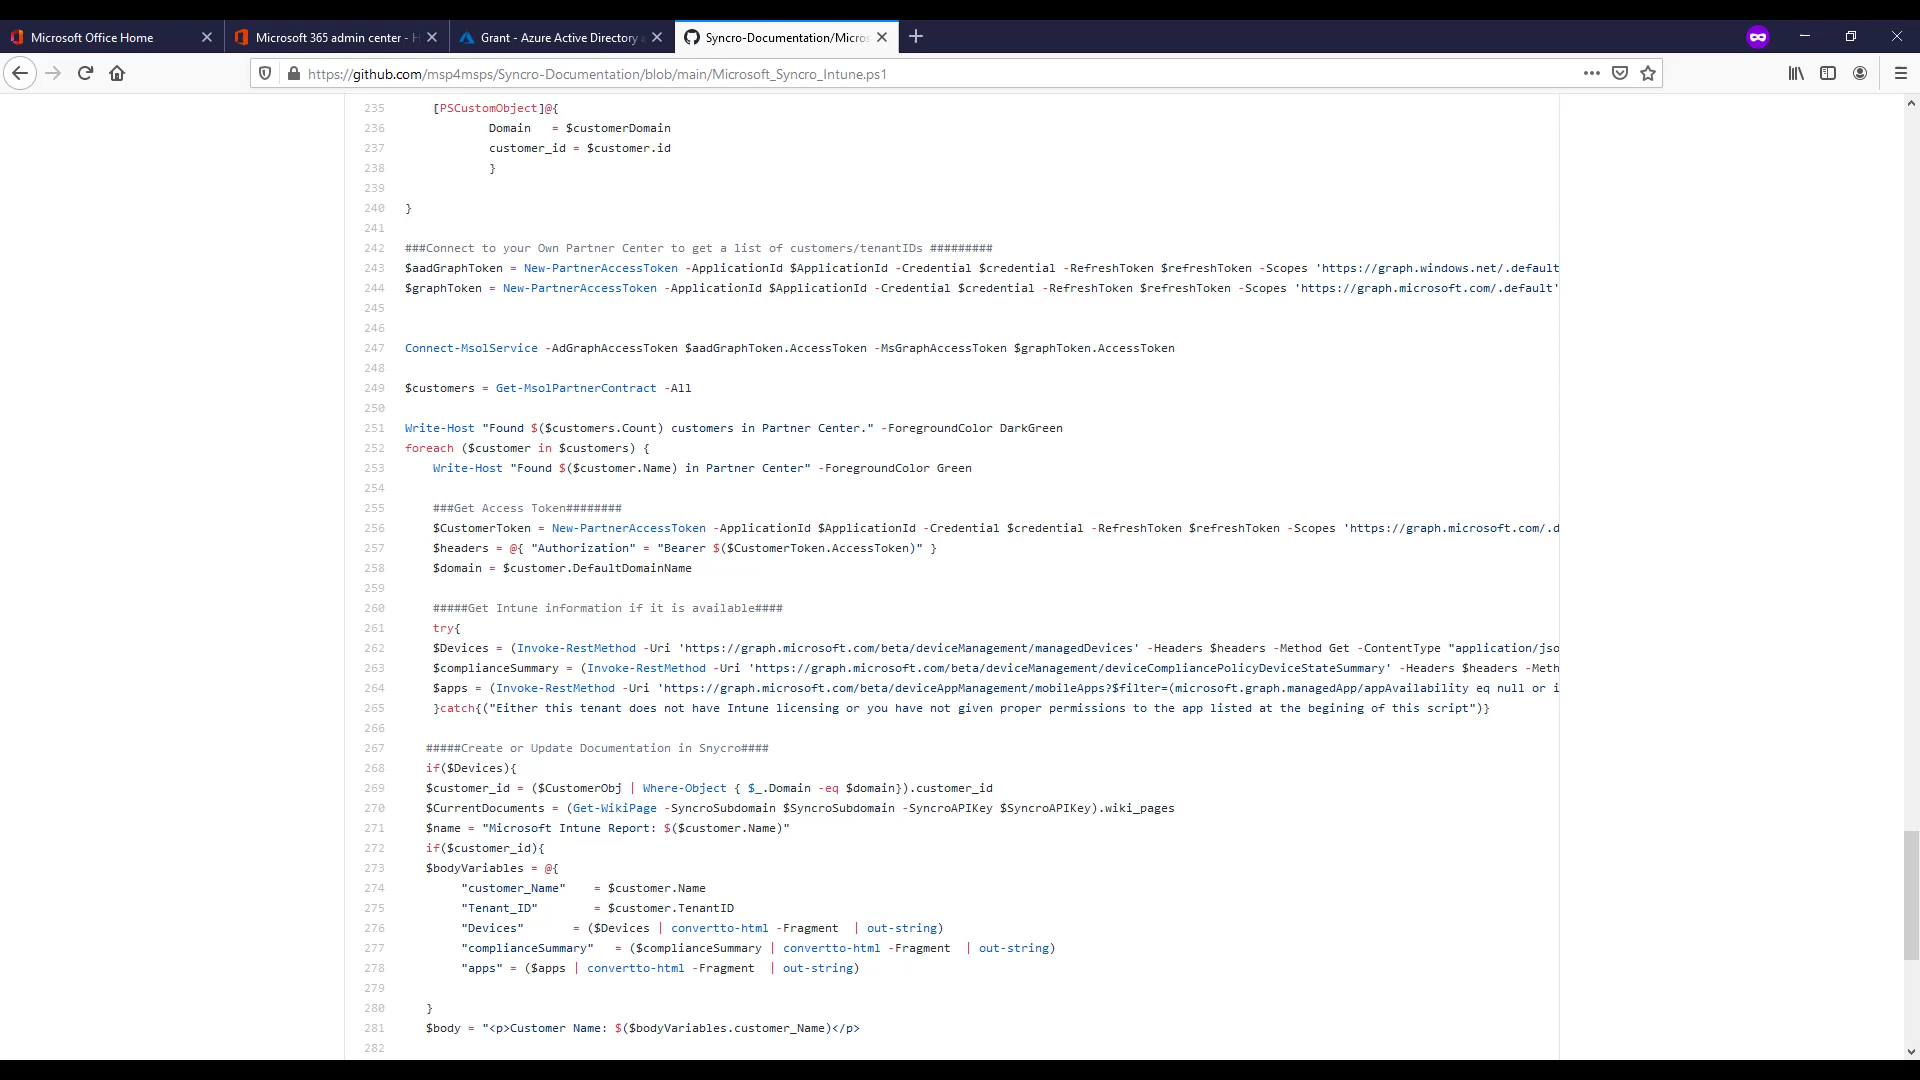 Microsoft Office Home
Microsoft 365 admin center - H
Grant - Azure Active Directory
Syncro-Documentation/Micros
https://github.com/msp4msps/Syncro-Documentation/blob/main/Microsoft_Syncro_Intune.ps1
235 [PSCustomObject]@{
236 Domain = $customerDomain
237 customer_id = $customer.id
238 }
239
240 }
241
242 ###Connect to your Own Partner Center to get a list of customers/tenantIDs #########
243 $aadGraphToken = New-PartnerAccessToken -ApplicationId $ApplicationId -Credential $credential -RefreshToken $refreshToken -Scopes 'https://graph.windows.net/.default
244 $graphToken = New-PartnerAccessToken -ApplicationId $ApplicationId -Credential $credential -RefreshToken $refreshToken -Scopes 'https://graph.microsoft.com/.default'
245
246
247 Connect-MsolService -AdGraphAccessToken $aadGraphToken.AccessToken -MsGraphAccessToken $graphToken.AccessToken
248
249 $customers = Get-MsolPartnerContract -All
250
251 Write-Host "Found $($customers.Count) customers in Partner Center." -ForegroundColor DarkGreen
252 foreach ($customer in $customers) {
253 Write-Host "Found $($customer.Name) in Partner Center" -ForegroundColor Green
254
255 ###Get Access Token########
256 $CustomerToken = New-PartnerAccessToken -ApplicationId $ApplicationId -Credential $credential -RefreshToken $refreshToken -Scopes 'https://graph.microsoft.com/.d
257 $headers = @{ "Authorization" = "Bearer $($CustomerToken.AccessToken)" }
258 $domain = $customer.DefaultDomainName
259
260 #####Get Intune information if it is available####
261 try{
262 $Devices = (Invoke-RestMethod -Uri 'https://graph.microsoft.com/beta/deviceManagement/managedDevices' -Headers $headers -Method Get -ContentType "application/jso
263 $complianceSummary = (Invoke-RestMethod -Uri 'https://graph.microsoft.com/beta/deviceManagement/deviceCompliancePolicyDeviceStateSummary' -Headers $headers -Meth
264 $apps = (Invoke-RestMethod -Uri 'https://graph.microsoft.com/beta/deviceAppManagement/mobileApps?$filter=(microsoft.graph.managedApp/appAvailability eq null or i
265 }catch{("Either this tenant does not have Intune licensing or you have not given proper permissions to the app listed at the begining of this script")}
266
267 #####Create or Update Documentation in Snycro####
268 if($Devices){
269 $customer_id = ($CustomerObj | Where-Object { $_.Domain -eq $domain}).customer_id
270 $CurrentDocuments = (Get-WikiPage -SyncroSubdomain $SyncroSubdomain -SyncroAPIKey $SyncroAPIKey).wiki_pages
271 $name = "Microsoft Intune Report: $($customer.Name)"
272 if($customer_id){
273 $bodyVariables = @{
274 "customer_Name" = $customer.Name
275 "Tenant_ID" = $customer.TenantID
276 "Devices" = ($Devices | convertto-html -Fragment | out-string)
277 "complianceSummary" = ($complianceSummary | convertto-html -Fragment | out-string)
278 "apps" = ($apps | convertto-html -Fragment | out-string)
279
280 }
281 $body = "<p>Customer Name: $($bodyVariables.customer_Name)</p>
282